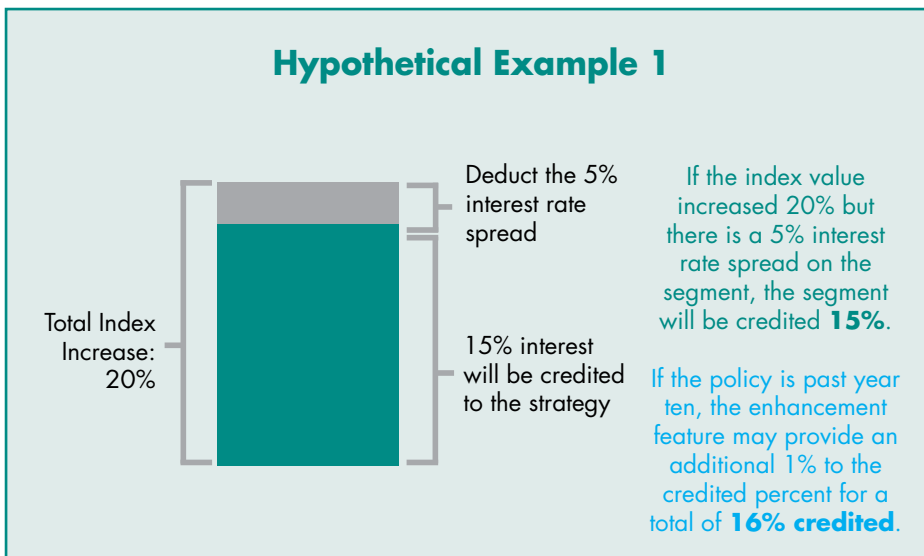 Hypothetical Example 1
Total Index
Increase:
20%
Deduct the 5%
interest rate
spread
15% interest
will be credited
to the strategy
If the index value
increased 20% but
there is a 5% interest
rate spread on the
segment, the segment
will be credited 15%.
If the policy is past year
ten, the enhancement
feature may provide an
additional 1% to the
credited percent for a
total of 16% credited.